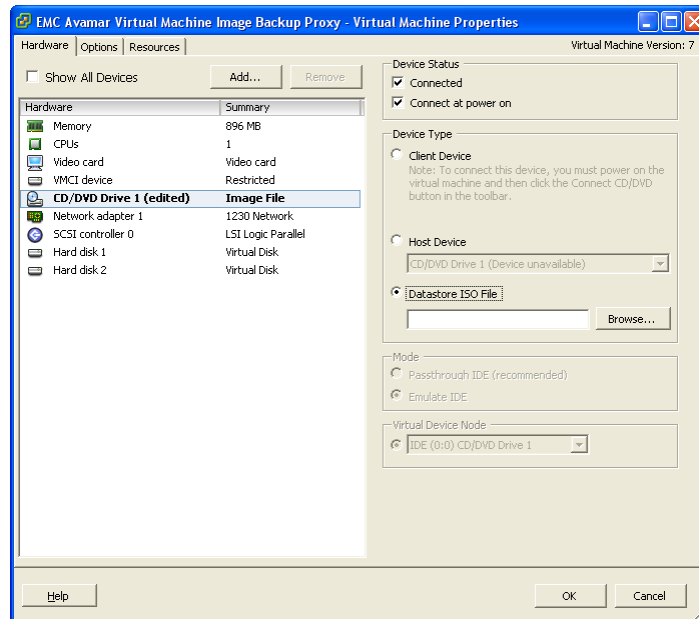 EMC Avamar Virtual Machine Image Backup Proxy - Virtual Machine Properties
Hardware Options Resources Virtual Machine Version: 7
Show All Devices Add... Remove
Hardware Summary
Memory 896 MB
CPUs 1
Video card Video card
VMCI device Restricted
CD/DVD Drive 1 (edited) Image File
Network adapter 1 1230 Network
SCSI controller 0 LSI Logic Parallel
Hard disk 1 Virtual Disk
Hard disk 2 Virtual Disk
Device Status
Connected
Connect at power on
Device Type
Client Device
Note: To connect this device, you must power on the
virtual machine and then click the Connect CD/DVD
button in the toolbar.
Host Device
CD/DVD Drive 1 (Device unavailable)
Datastore ISO File
Browse...
Mode
Passthrough IDE (recommended)
Emulate IDE
Virtual Device Node
IDE (0:0) CD/DVD Drive 1
Help OK Cancel